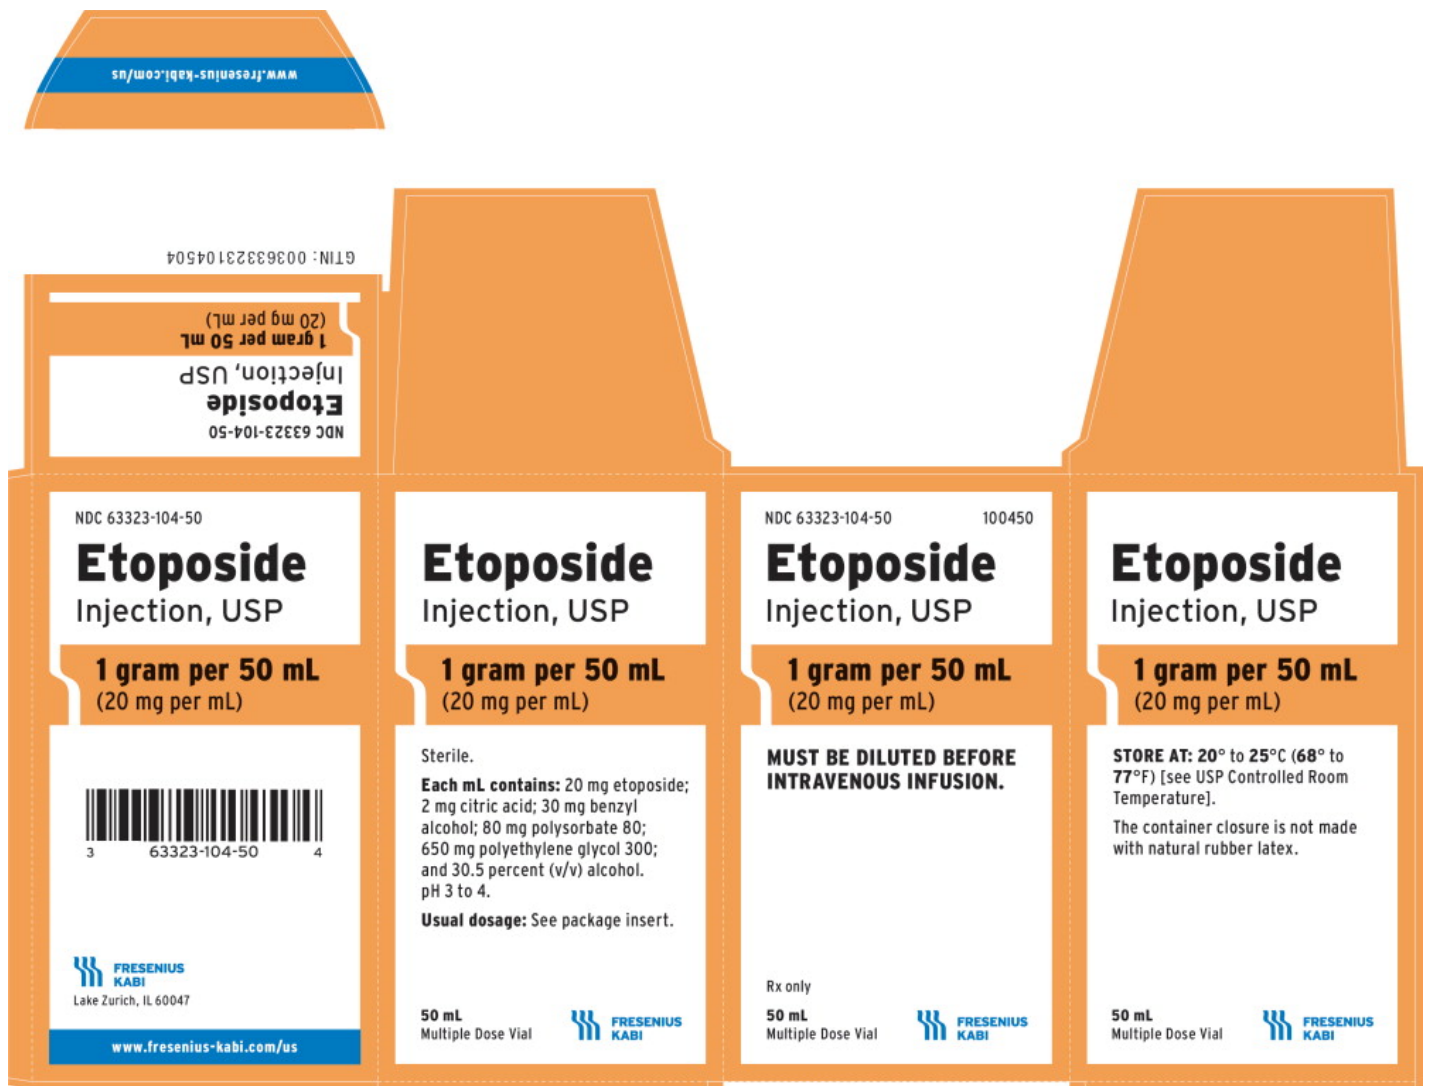 www.fresenius-kabi.com/us
GTIN: 00363323104504
NDC 63323-104-50
Etoposide
Injection, USP
1 gram per 50 mL
(20 mg per mL)
NDC 63323-104-50
Etoposide
Injection, USP
1 gram per 50 mL
(20 mg per mL)
3 63323-104-50 4
FRESENIUS
KABI
Lake Zurich, IL 60047
www.fresenius-kabi.com/us
Etoposide
Injection, USP
1 gram per 50 mL
(20 mg per mL)
Sterile.
Each mL contains: 20 mg etoposide;
2 mg citric acid; 30 mg benzyl
alcohol; 80 mg polysorbate 80;
650 mg polyethylene glycol 300;
and 30.5 percent (v/v) alcohol.
pH 3 to 4.
Usual dosage: See package insert.
50 mL
Multiple Dose Vial
FRESENIUS
KABI
NDC 63323-104-50 100450
Etoposide
Injection, USP
1 gram per 50 mL
(20 mg per mL)
MUST BE DILUTED BEFORE
INTRAVENOUS INFUSION.
Rx only
50 mL
Multiple Dose Vial
FRESENIUS
KABI
Etoposide
Injection, USP
1 gram per 50 mL
(20 mg per mL)
STORE AT: 20° to 25°C (68° to
77°F) [see USP Controlled Room
Temperature].
The container closure is not made
with natural rubber latex.
50 mL
Multiple Dose Vial
FRESENIUS
KABI